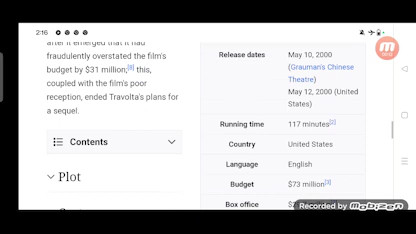 2:16
after it emerged that it had
fraudulently overstated the film's
budget by $31 million;[8] this,
coupled with the film's poor
reception, ended Travolta's plans for
a sequel.
Contents
Plot
Release dates
May 10, 2000
(Grauman's Chinese
Theatre)
May 12, 2000 (United
States)
Running time
117 minutes[2]
Country
United States
Language
English
Budget
$73 million[3]
Box office
Recorded by Mobizen